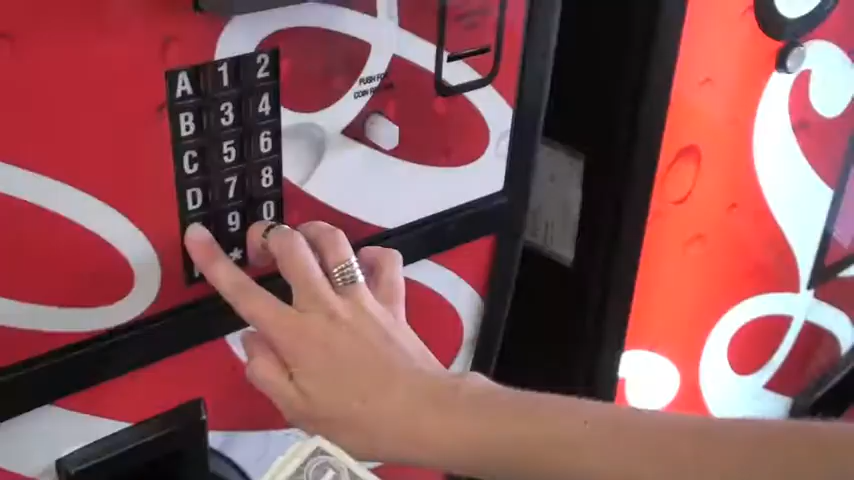 A 1 2
B 3 4
C 5 6
D 7 8
9 0
*
PUSH FOR
COIN RETURN